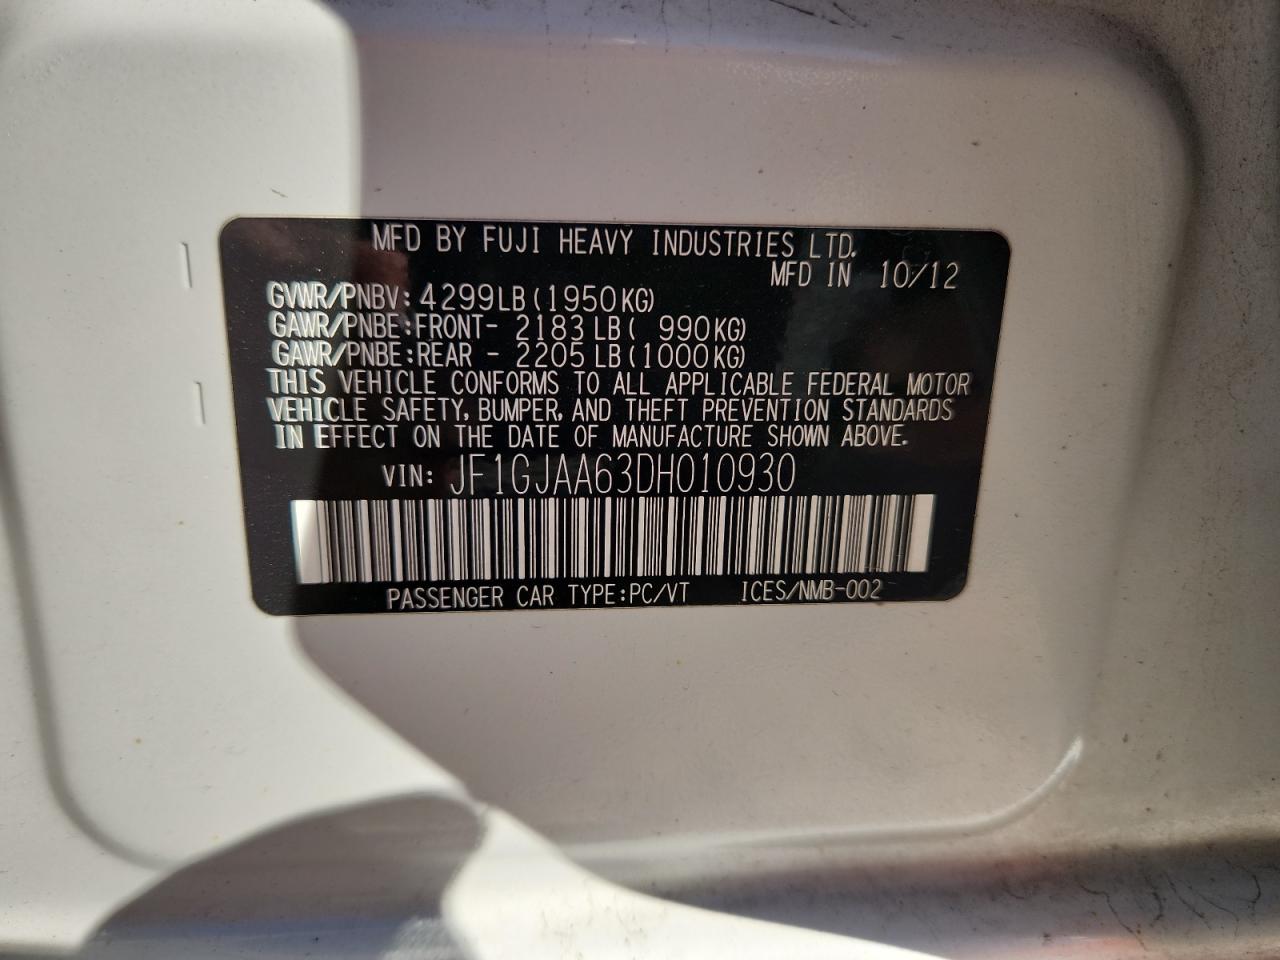 MFD BY FUJI HEAVY INDUSTRIES LTD.
MFD IN 10/12
GVWR/PNBV: 4299LB(1950KG)
GAWR/PNBE:FRONT- 2183LB( 990KG)
GAWR/PNBE:REAR - 2205LB(1000KG)
THIS VEHICLE CONFORMS TO ALL APPLICABLE FEDERAL MOTOR
VEHICLE SAFETY, BUMPER, AND THEFT PREVENTION STANDARDS
IN EFFECT ON THE DATE OF MANUFACTURE SHOWN ABOVE.
VIN: JF1GJAA63DH010930
PASSENGER CAR TYPE:PC/VT ICES/NMB-002